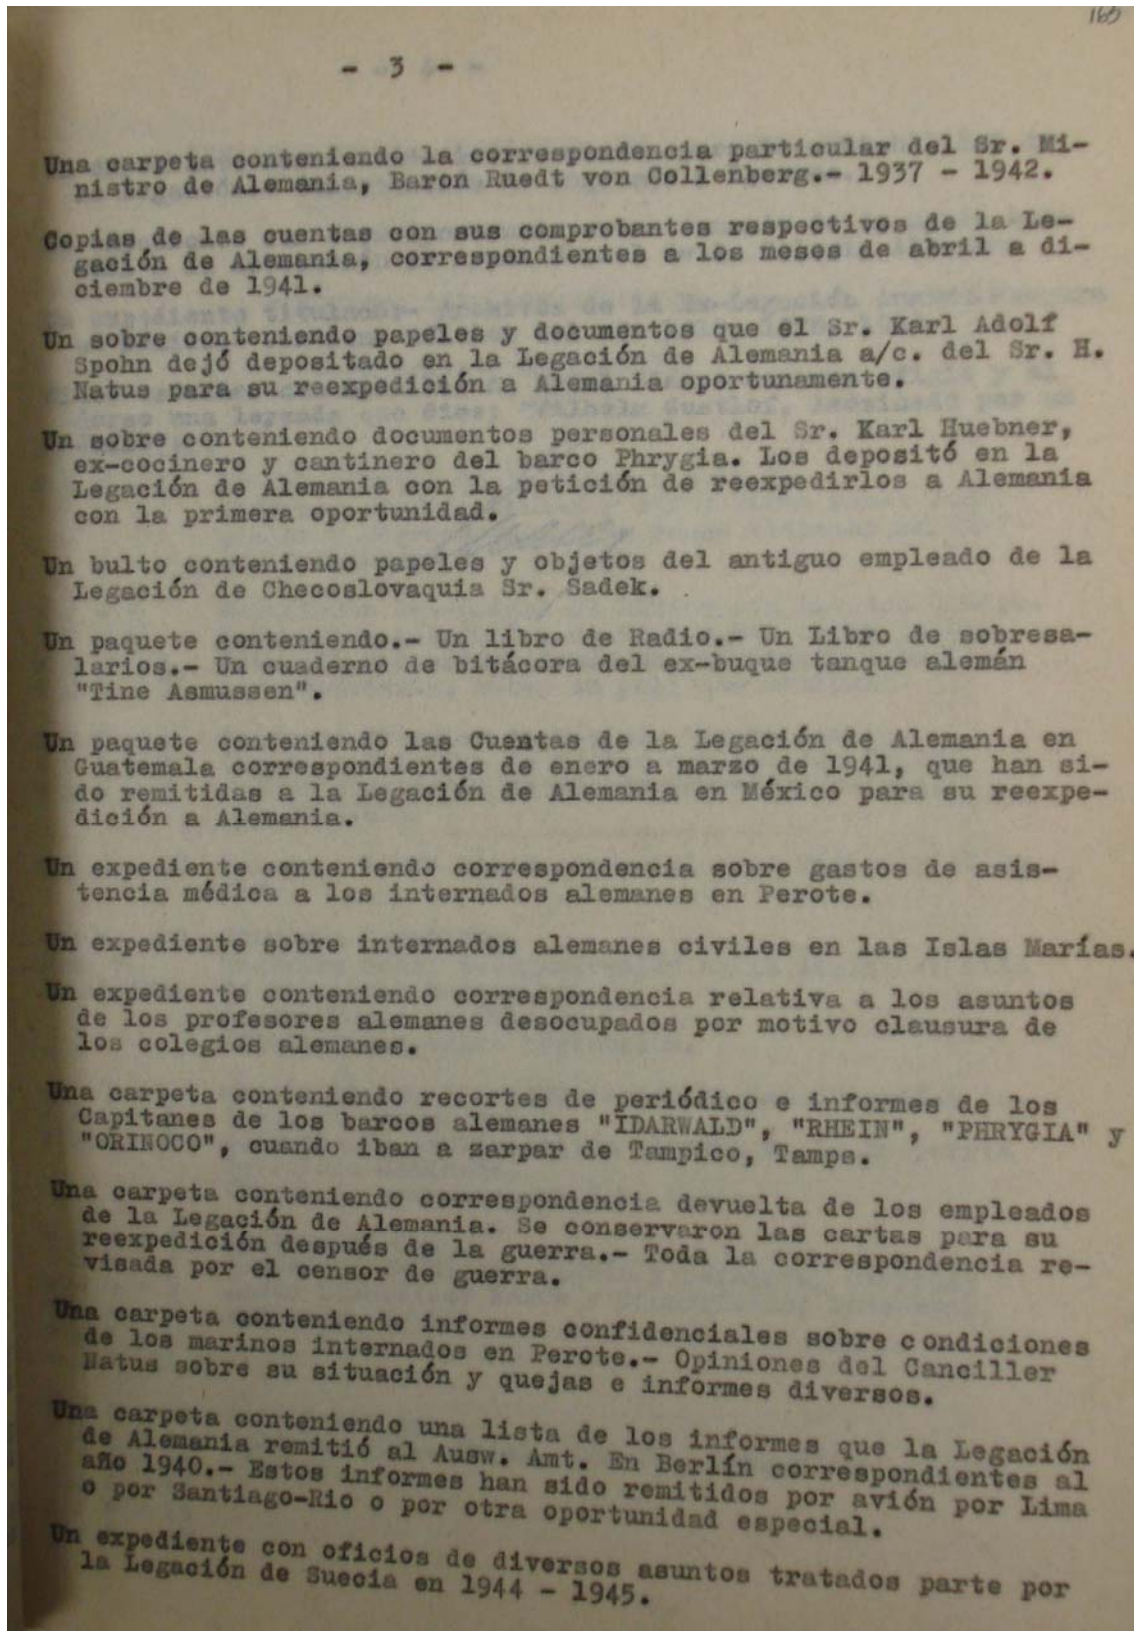 165
- 3 -
Una carpeta conteniendo la correspondencia particular del Sr. Mi-
nistro de Alemania, Baron Ruedt von Collenberg.- 1937 - 1942.
Copias de las cuentas con sus comprobantes respectivos de la Le-
gación de Alemania, correspondientes a los meses de abril a di-
ciembre de 1941.
Un sobre conteniendo papeles y documentos que el Sr. Karl Adolf
Spohn dejó depositado en la Legación de Alemania a/c. del Sr. H.
Natus para su reexpedición a Alemania oportunamente.
Un sobre conteniendo documentos personales del Sr. Karl Huebner,
ex-cocinero y cantinero del barco Phrygia. Los depositó en la
Legación de Alemania con la petición de reexpedirlos a Alemania
con la primera oportunidad.
Un bulto conteniendo papeles y objetos del antiguo empleado de la
Legación de Checoslovaquia Sr. Sadek.
Un paquete conteniendo.- Un libro de Radio.- Un Libro de sobresa-
larios.- Un cuaderno de bitácora del ex-buque tanque alemán
"Tine Asmussen".
Un paquete conteniendo las Cuentas de la Legación de Alemania en
Guatemala correspondientes de enero a marzo de 1941, que han si-
do remitidas a la Legación de Alemania en México para su reexpe-
dición a Alemania.
Un expediente conteniendo correspondencia sobre gastos de asis-
tencia médica a los internados alemanes en Perote.
Un expediente sobre internados alemanes civiles en las Islas Marías.
Un expediente conteniendo correspondencia relativa a los asuntos
de los profesores alemanes desocupados por motivo clausura de
los colegios alemanes.
Una carpeta conteniendo recortes de periódico e informes de los
Capitanes de los barcos alemanes "IDARWALD", "RHEIN", "PHRYGIA" y
"ORINOCO", cuando iban a zarpar de Tampico, Tamps.
Una carpeta conteniendo correspondencia devuelta de los empleados
de la Legación de Alemania. Se conservaron las cartas para su
reexpedición después de la guerra.- Toda la correspondencia re-
visada por el censor de guerra.
Una carpeta conteniendo informes confidenciales sobre condiciones
de los marinos internados en Perote.- Opiniones del Canciller
Natus sobre su situación y quejas e informes diversos.
Una carpeta conteniendo una lista de los informes que la Legación
de Alemania remitió al Ausw. Amt. En Berlín correspondientes al
año 1940.- Estos informes han sido remitidos por avión por Lima
o por Santiago-Rio o por otra oportunidad especial.
Un expediente con oficios de diversos asuntos tratados parte por
la Legación de Suecia en 1944 - 1945.